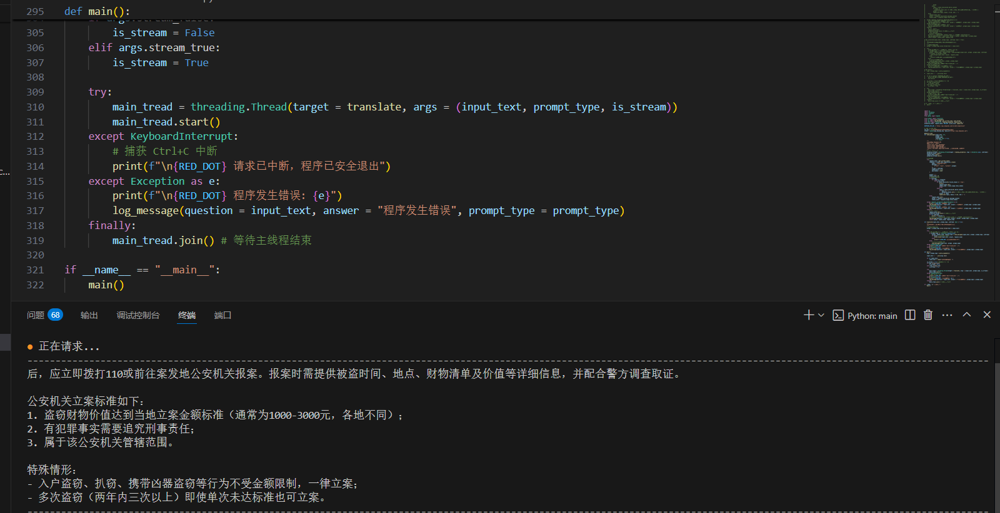 295 def main():
305 is_stream = False
306 elif args.stream_true:
307 is_stream = True
308
309 try:
310 main_tread = threading.Thread(target = translate, args = (input_text, prompt_type, is_stream))
311 main_tread.start()
312 except KeyboardInterrupt:
313 # 捕获 Ctrl+C 中断
314 print(f"\n{RED_DOT} 请求已中断，程序已安全退出")
315 except Exception as e:
316 print(f"\n{RED_DOT} 程序发生错误: {e}")
317 log_message(question = input_text, answer = "程序发生错误", prompt_type = prompt_type)
318 finally:
319 main_tread.join() # 等待主线程结束
320
321 if __name__ == "__main__":
322 main()
c...
问题 68 输出 调试控制台 终端 端口 Python: main
● 正在请求...
后，应立即拨打110或前往案发地公安机关报案。报案时需提供被盗时间、地点、财物清单及价值等详细信息，并配合警方调查取证。
公安机关立案标准如下：
1. 盗窃财物价值达到当地立案金额标准（通常为1000-3000元，各地不同）；
2. 有犯罪事实需要追究刑事责任；
3. 属于该公安机关管辖范围。
特殊情形：
- 入户盗窃、扒窃、携带凶器盗窃等行为不受金额限制，一律立案；
- 多次盗窃（两年内三次以上）即使单次未达标准也可立案。